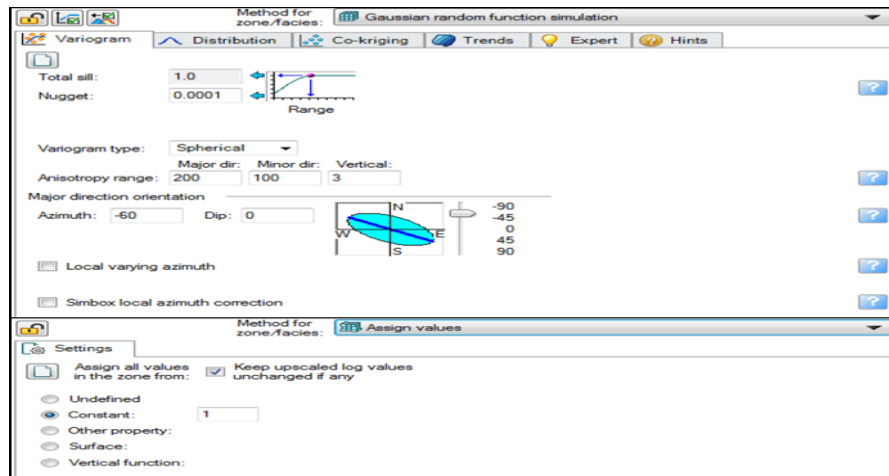 Method for zone/facies: Gaussian random function simulation
Variogram Distribution Co-kriging Trends Expert Hints
Total sill: 1.0
Nugget: 0.0001
Range
Variogram type: Spherical
Major dir: Minor dir: Vertical:
Anisotropy range: 200 100 3
Major direction orientation
Azimuth: -60 Dip: 0
N
W E
S
-90
-45
0
45
90
Local varying azimuth
Simbox local azimuth correction
? ? ? ? ?
Method for zone/facies: Assign values
Settings
Assign all values in the zone from: Keep upscaled log values unchanged if any
Undefined
Constant: 1
Other property:
Surface:
Vertical function: